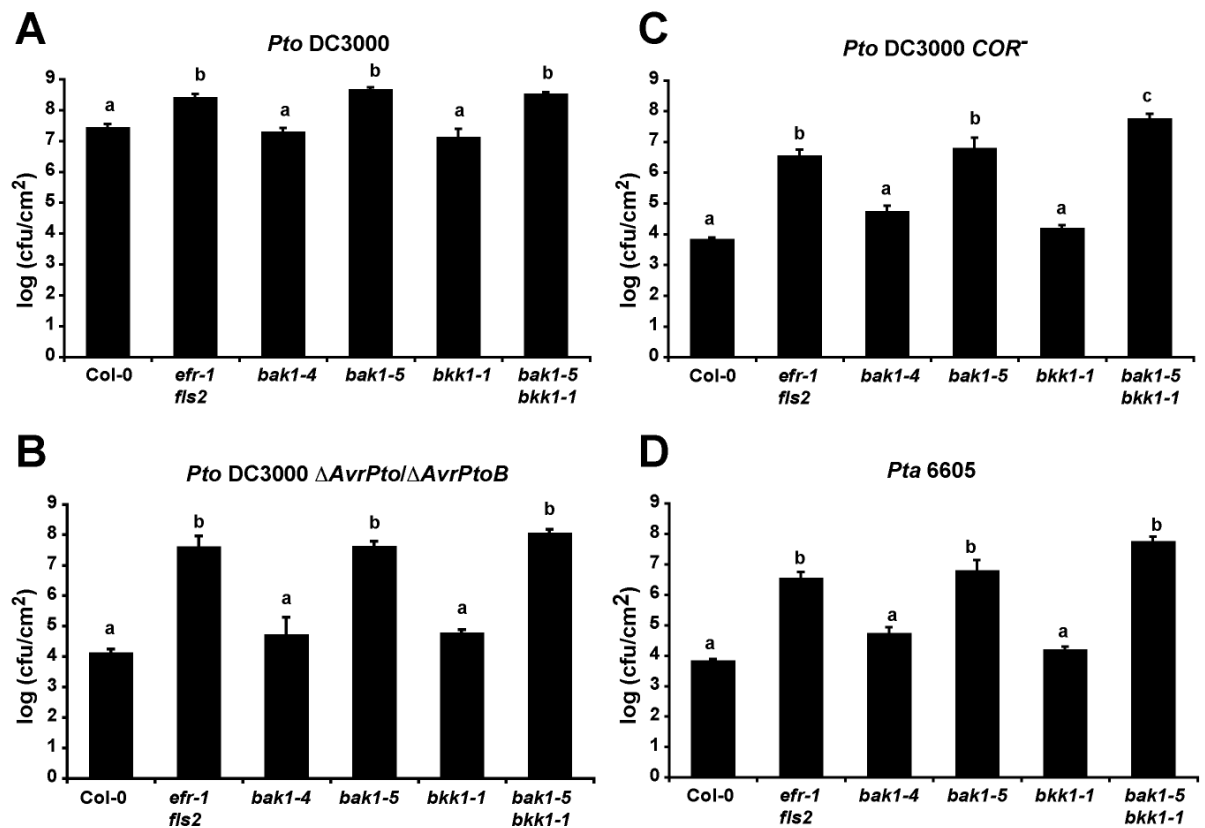 A
Pto DC3000
log (cfu/cm2)
9
8
7
6
5
4
3
2
1
0
a
b
a
b
a
b
Col-0
efr-1
fls2
bak1-4
bak1-5
bkk1-1
bak1-5
bkk1-1
C
Pto DC3000 COR-
log (cfu/cm2)
9
8
7
6
5
4
3
2
1
0
a
b
a
b
a
c
Col-0
efr-1
fls2
bak1-4
bak1-5
bkk1-1
bak1-5
bkk1-1
B
Pto DC3000 ΔAvrPto/ΔAvrPtoB
log (cfu/cm2)
9
8
7
6
5
4
3
2
1
0
a
b
a
b
a
b
Col-0
efr-1
fls2
bak1-4
bak1-5
bkk1-1
bak1-5
bkk1-1
D
Pta 6605
log (cfu/cm2)
9
8
7
6
5
4
3
2
1
0
a
b
a
b
a
b
Col-0
efr-1
fls2
bak1-4
bak1-5
bkk1-1
bak1-5
bkk1-1